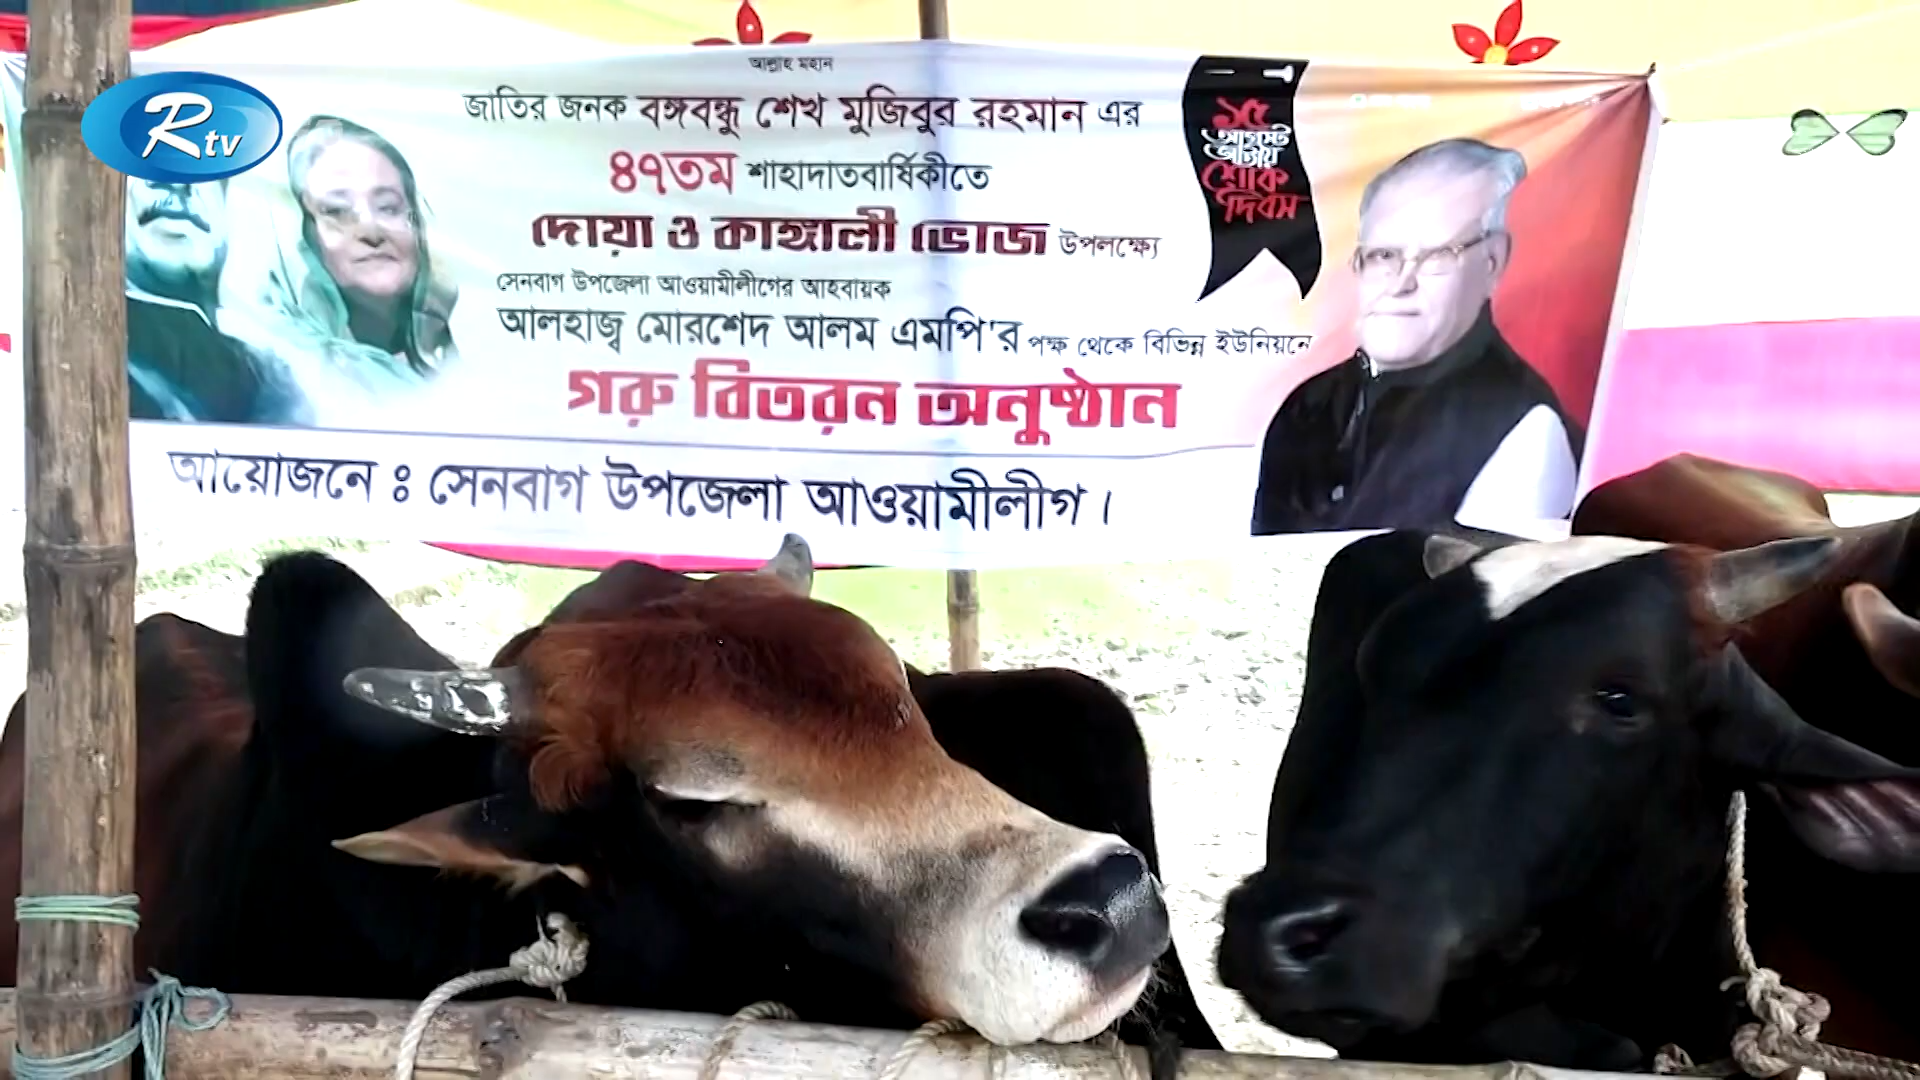 Rtv
আল্লাহ মহান
জাতির জনক বঙ্গবন্ধু শেখ মুজিবুর রহমান এর
৪৭তম শাহাদাতবার্ষিকীতে
দোয়া ও কাঙ্গালী ভোজ উপলক্ষ্যে
সেনবাগ উপজেলা আওয়ামীলীগের আহবায়ক
আলহাজ্ব মোরশেদ আলম এমপি'র পক্ষ থেকে বিভিন্ন ইউনিয়নে
গরু বিতরন অনুষ্ঠান
আয়োজনে ঃ সেনবাগ উপজেলা আওয়ামীলীগ।
১৫
আগস্ট
জাতীয়
শোক
দিবস